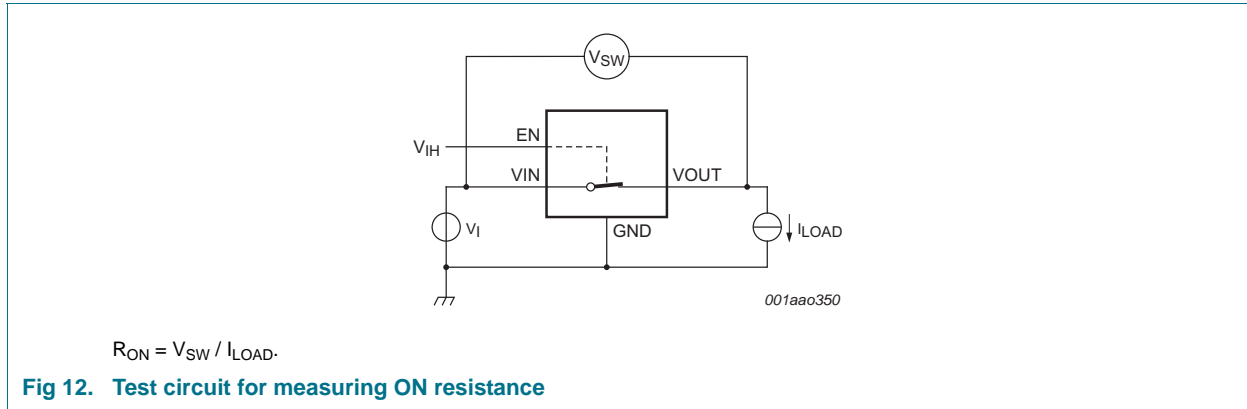 VSW
EN
VIH
VIN
VOUT
VI
GND
ILOAD
001aao350
RON = VSW / ILOAD.
Fig 12. Test circuit for measuring ON resistance